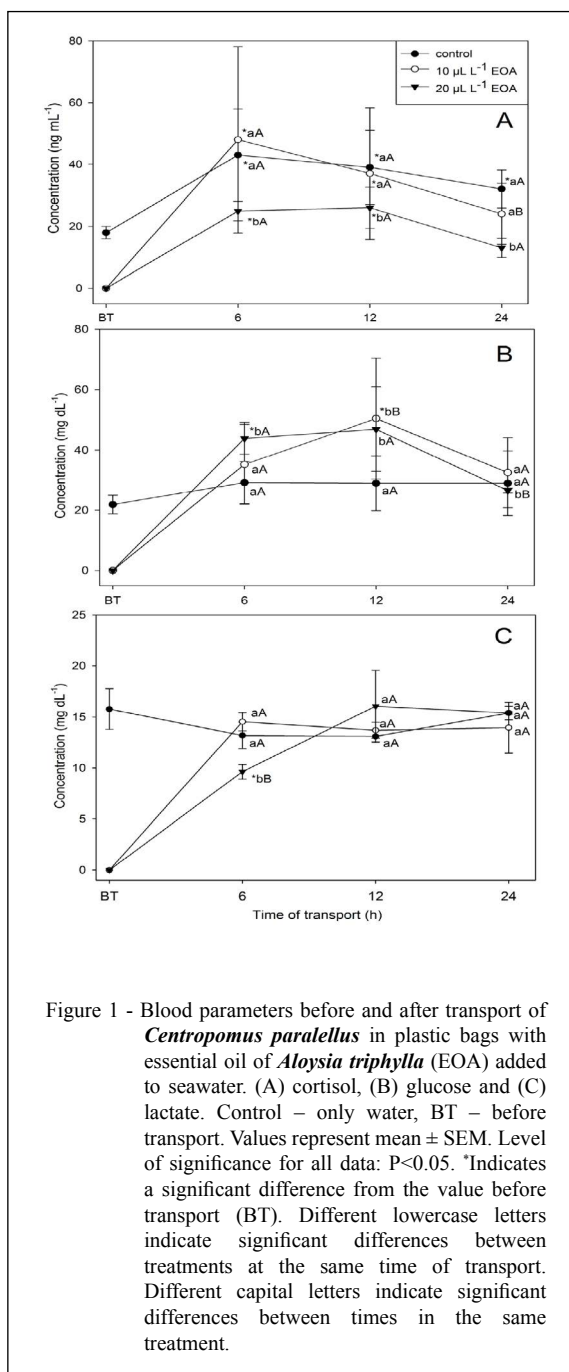 80
60
40
20
0
Concentration (ng mL-1)
control
10 µL L-1 EOA
20 µL L-1 EOA
A
*aA
*aA
*bA
*aA
*aA
*bA
*aA
aB
bA
BT
6
12
24
80
60
40
20
0
Concentration (mg dL-1)
B
*bA
aA
aA
*bB
bA
aA
aA
aA
bB
BT
6
12
24
25
20
15
10
5
0
Concentration (mg dL-1)
C
aA
aA
*bB
aA
aA
aA
aA
aA
aA
BT
6
12
24
Time of transport (h)
Figure 1 - Blood parameters before and after transport of
Centropomus paralellus in plastic bags with
essential oil of Aloysia triphylla (EOA) added
to seawater. (A) cortisol, (B) glucose and (C)
lactate. Control – only water, BT – before
transport. Values represent mean ± SEM. Level
of significance for all data: P<0.05. *Indicates
a significant difference from the value before
transport (BT). Different lowercase letters
indicate significant differences between
treatments at the same time of transport.
Different capital letters indicate significant
differences between times in the same
treatment.